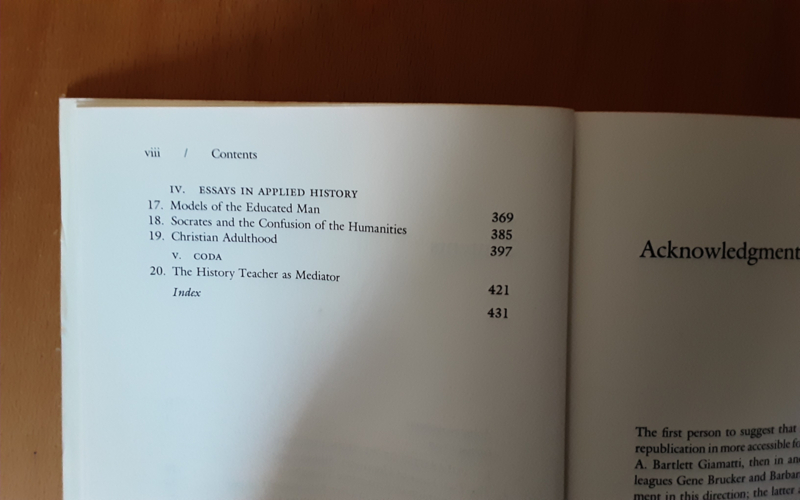 viii / Contents
IV. ESSAYS IN APPLIED HISTORY
17. Models of the Educated Man 369
18. Socrates and the Confusion of the Humanities 385
19. Christian Adulthood 397
V. CODA
20. The History Teacher as Mediator 421
Index 431
Acknowledgment
The first person to suggest that
republication in more accessible
A. Bartlett Giamatti, then in
leagues Gene Brucker and
ment in this direction; the latter